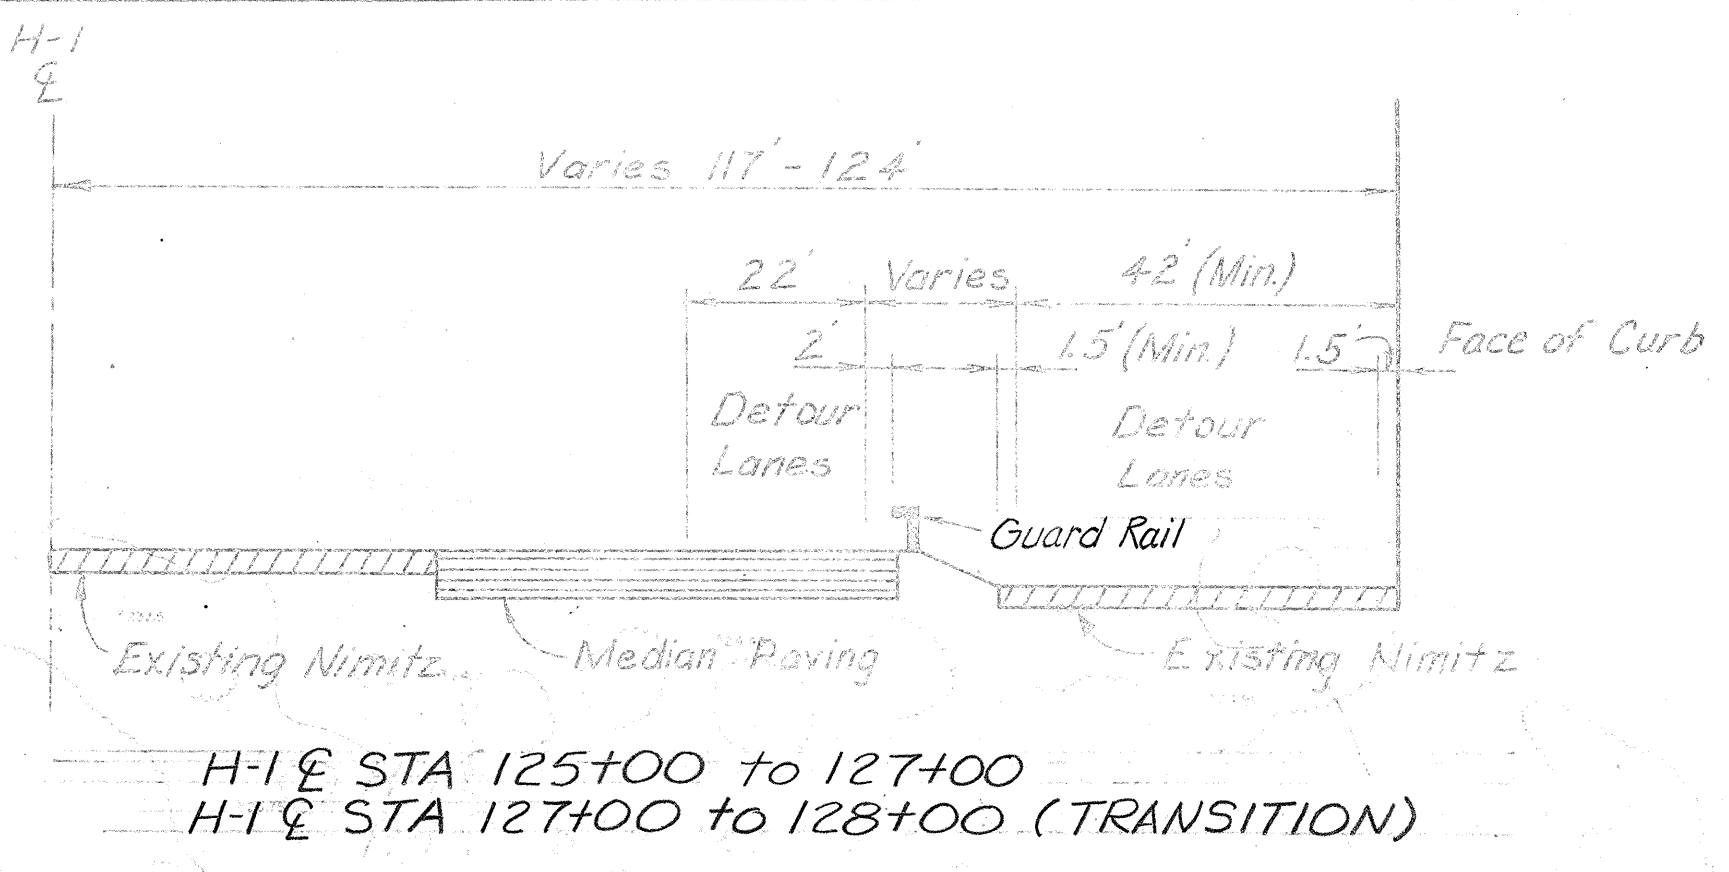 H-1
℄
Varies 117' - 124'
22'
Varies
42' (Min.)
2'
1.5' (Min.)
1.5'
Face of Curb
Detour
Lanes
Detour
Lanes
Guard Rail
Existing Nimitz
Median Paving
Existing Nimitz
H-1 ℄ STA 125+00 to 127+00
H-1 ℄ STA 127+00 to 128+00 (TRANSITION)